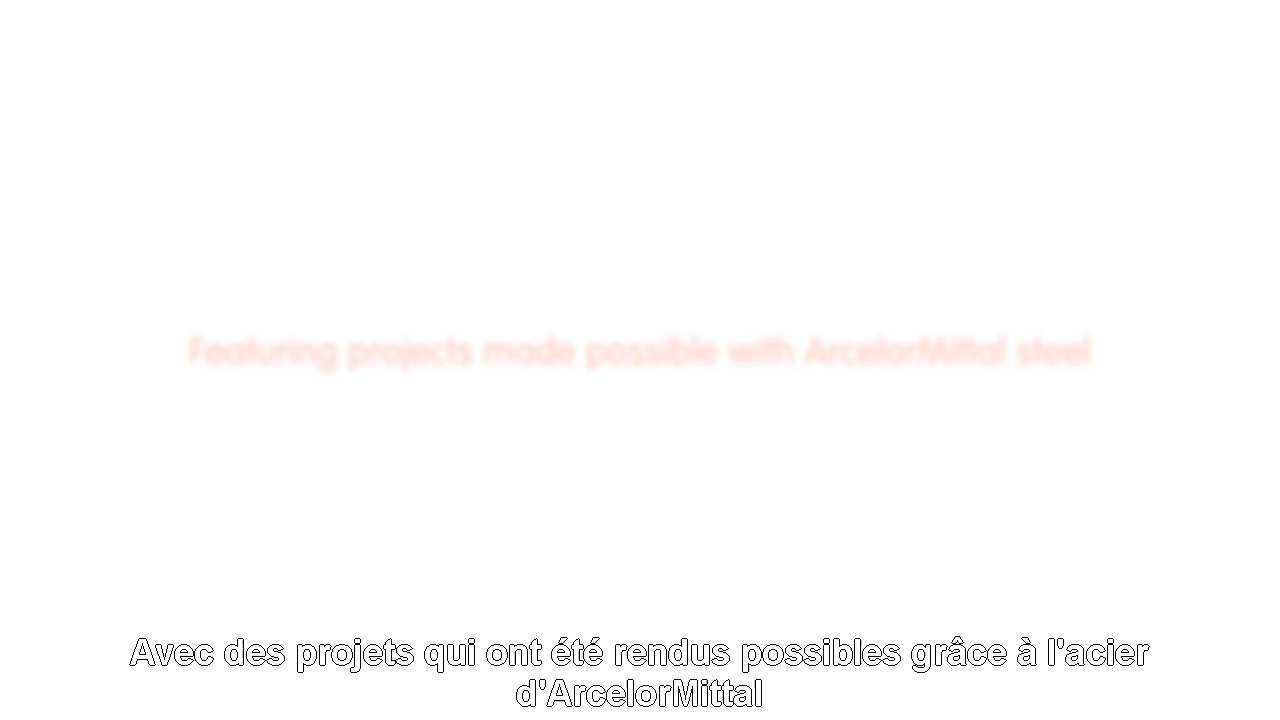 Featuring projects made possible with ArcelorMittal steel
Avec des projets qui ont été rendus possibles grâce à l'acier
d'ArcelorMittal